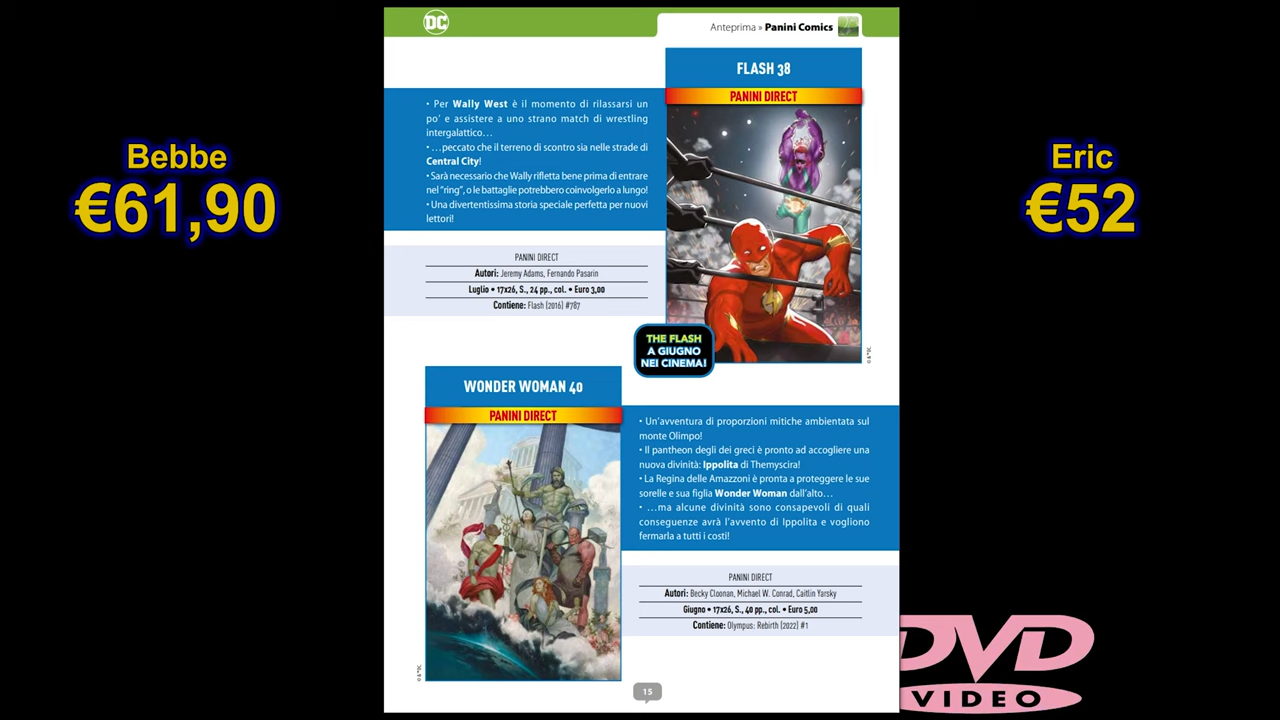 DC
Anteprima » Panini Comics
FLASH 38
PANINI DIRECT
• Per Wally West è il momento di rilassarsi un
po' e assistere a uno strano match di wrestling
intergalattico…
• …peccato che il terreno di scontro sia nelle strade di
Central City!
• Sarà necessario che Wally rifletta bene prima di entrare
nel "ring", o le battaglie potrebbero coinvolgerlo a lungo!
• Una divertentissima storia speciale perfetta per nuovi
lettori!
PANINI DIRECT
Autori: Jeremy Adams, Fernando Pasarin
Luglio • 17x26, S., 24 pp., col. • Euro 3,00
Contiene: Flash (2016) #787
THE FLASH
A GIUGNO
NEI CINEMA!
© & ™ DC
Bebbe
€61,90
Eric
€52
WONDER WOMAN 40
PANINI DIRECT
• Un'avventura di proporzioni mitiche ambientata sul
monte Olimpo!
• Il pantheon degli dei greci è pronto ad accogliere una
nuova divinità: Ippolita di Themyscira!
• La Regina delle Amazzoni è pronta a proteggere le sue
sorelle e sua figlia Wonder Woman dall'alto…
• …ma alcune divinità sono consapevoli di quali
conseguenze avrà l'avvento di Ippolita e vogliono
fermarla a tutti i costi!
PANINI DIRECT
Autori: Becky Cloonan, Michael W. Conrad, Caitlin Yarsky
Giugno • 17x26, S., 40 pp., col. • Euro 5,00
Contiene: Olympus: Rebirth (2022) #1
© & ™ DC
15
DVD
VIDEO